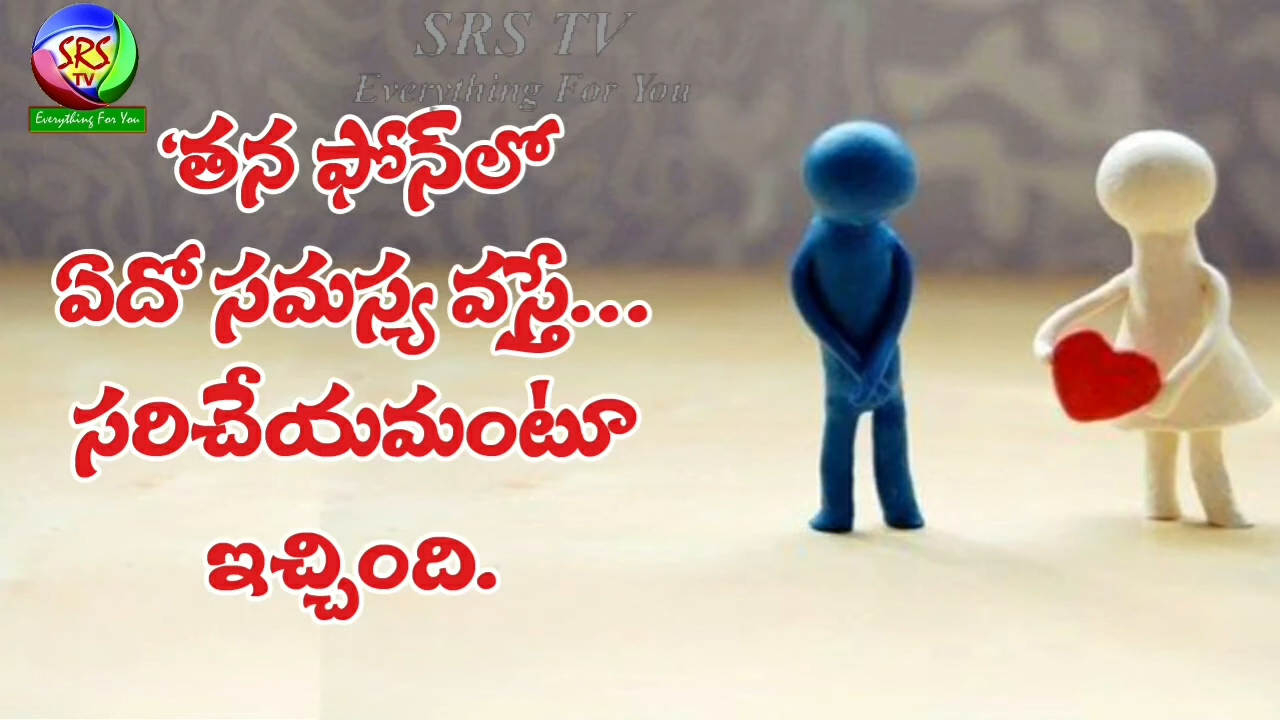 SRS TV
Everything For You
SRS
TV
Everything For You
‘తన ఫోన్‌లో
ఏదో సమస్య వస్తే...
సరిచేయమంటూ
ఇచ్చింది.